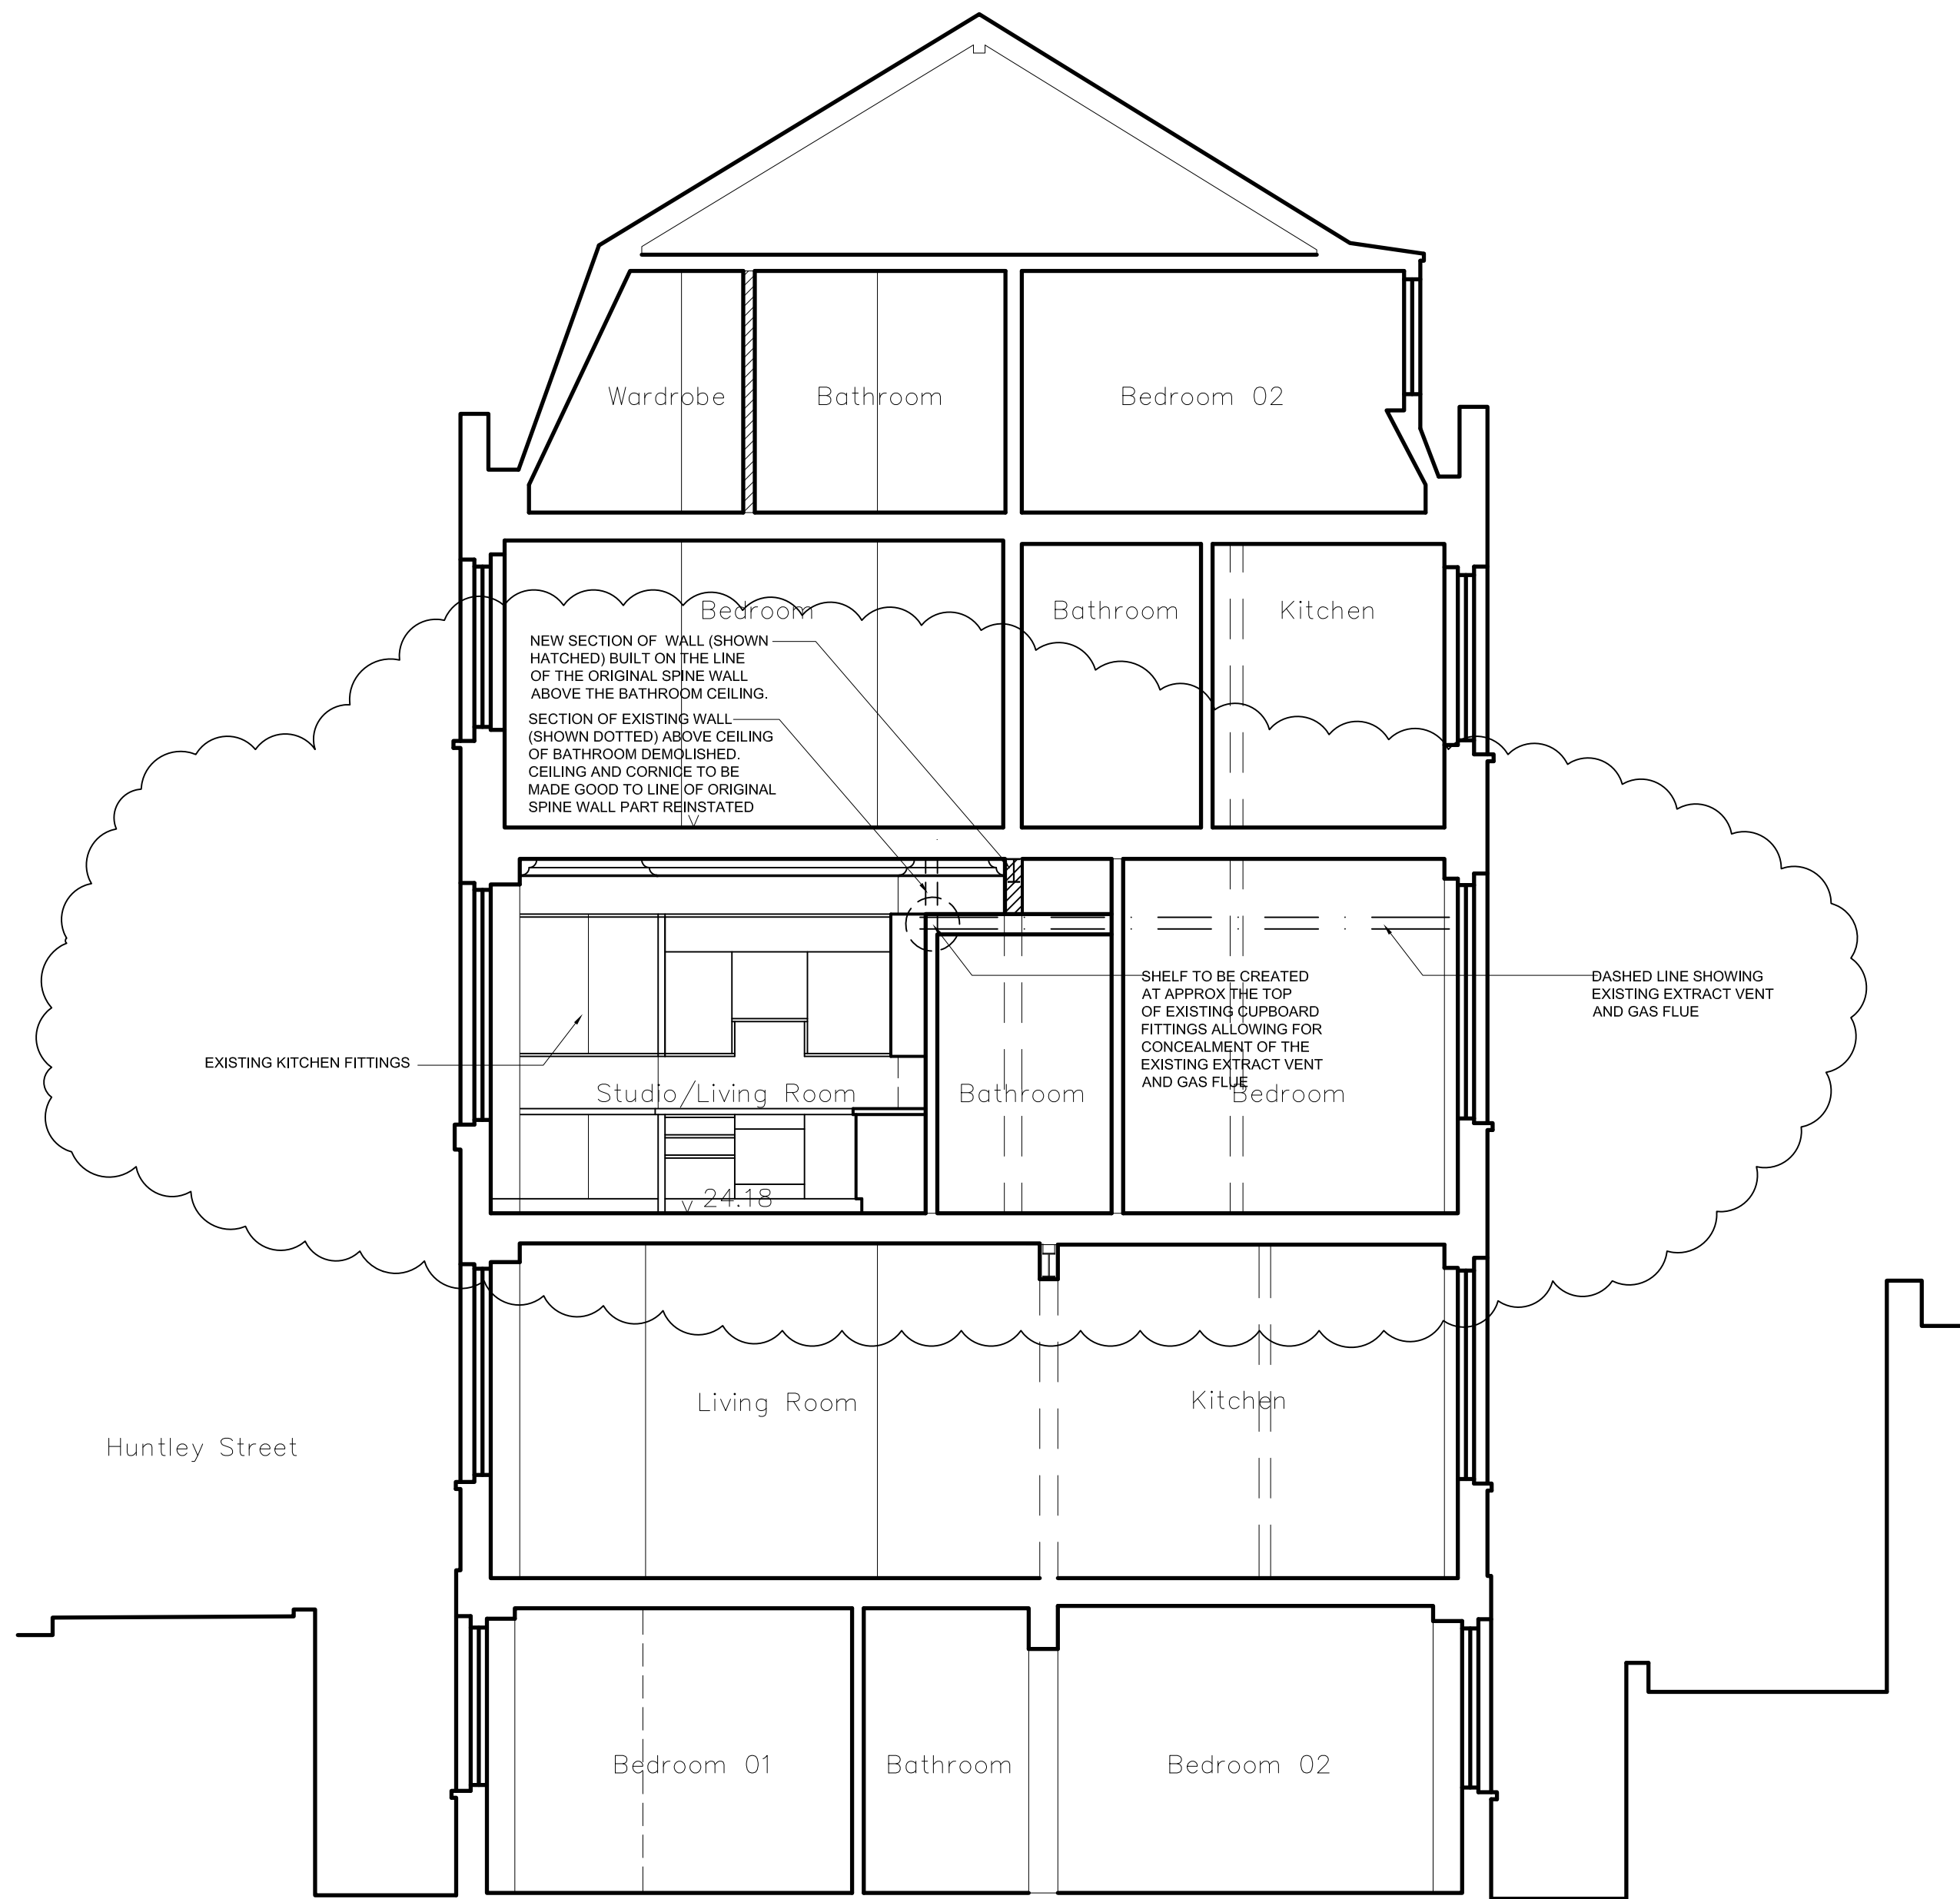 Wardrobe
Bathroom
Bedroom 02
Bedroom
Bathroom
Kitchen
NEW SECTION OF WALL (SHOWN
HATCHED) BUILT ON THE LINE
OF THE ORIGINAL SPINE WALL
ABOVE THE BATHROOM CEILING.
SECTION OF EXISTING WALL
(SHOWN DOTTED) ABOVE CEILING
OF BATHROOM DEMOLISHED.
CEILING AND CORNICE TO BE
MADE GOOD TO LINE OF ORIGINAL
SPINE WALL PART REINSTATED
EXISTING KITCHEN FITTINGS
SHELF TO BE CREATED
AT APPROX THE TOP
OF EXISTING CUPBOARD
FITTINGS ALLOWING FOR
CONCEALMENT OF THE
EXISTING EXTRACT VENT
AND GAS FLUE
DASHED LINE SHOWING
EXISTING EXTRACT VENT
AND GAS FLUE
Studio/Living Room
Bathroom
Bedroom
24.18
Living Room
Kitchen
Huntley Street
Bedroom 01
Bathroom
Bedroom 02